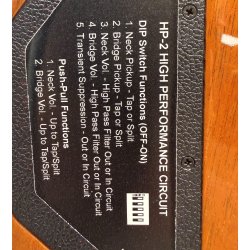 HP-2 HIGH PERFORMANCE CIRCUIT
DIP Switch Functions (OFF-ON)
1. Neck Pickup - Tap or Split
2. Bridge Pickup - Tap or Split
3. Neck Vol. - High Pass Filter Out or In Circuit
4. Bridge Vol. - High Pass Filter Out or In Circuit
5. Transient Suppression - Out or In Circuit
Push-Pull Functions
1. Neck Vol. - Up to Tap/Split
2. Bridge Vol. - Up to Tap/Split